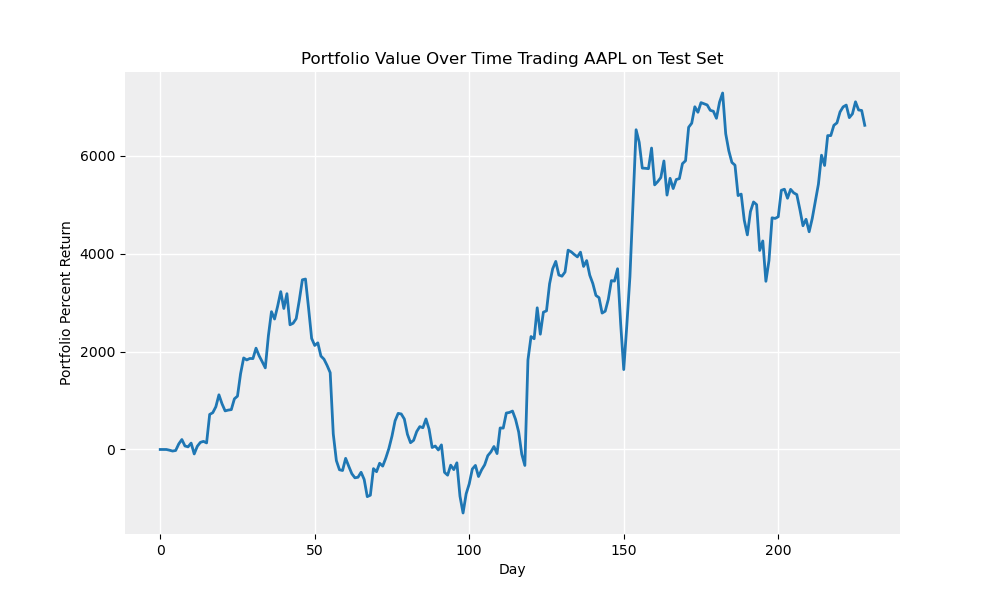 Portfolio Value Over Time Trading AAPL on Test Set
Portfolio Percent Return
6000
4000
2000
0
0 50 100 150 200
Day